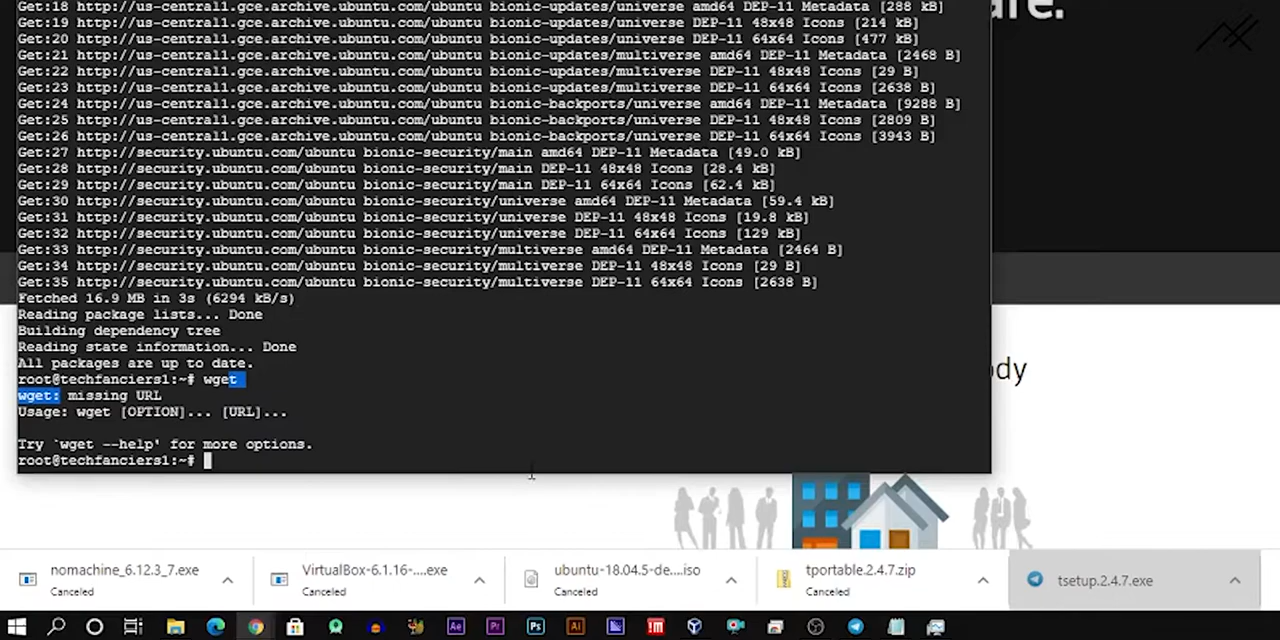 Get:18 http://us-central1.gce.archive.ubuntu.com/ubuntu bionic-updates/universe amd64 DEP-11 Metadata [288 kB]
Get:19 http://us-central1.gce.archive.ubuntu.com/ubuntu bionic-updates/universe DEP-11 48x48 Icons [214 kB]
Get:20 http://us-central1.gce.archive.ubuntu.com/ubuntu bionic-updates/universe DEP-11 64x64 Icons [477 kB]
Get:21 http://us-central1.gce.archive.ubuntu.com/ubuntu bionic-updates/multiverse amd64 DEP-11 Metadata [2468 B]
Get:22 http://us-central1.gce.archive.ubuntu.com/ubuntu bionic-updates/multiverse DEP-11 48x48 Icons [29 B]
Get:23 http://us-central1.gce.archive.ubuntu.com/ubuntu bionic-updates/multiverse DEP-11 64x64 Icons [2638 B]
Get:24 http://us-central1.gce.archive.ubuntu.com/ubuntu bionic-backports/universe amd64 DEP-11 Metadata [9288 B]
Get:25 http://us-central1.gce.archive.ubuntu.com/ubuntu bionic-backports/universe DEP-11 48x48 Icons [2809 B]
Get:26 http://us-central1.gce.archive.ubuntu.com/ubuntu bionic-backports/universe DEP-11 64x64 Icons [3943 B]
Get:27 http://security.ubuntu.com/ubuntu bionic-security/main amd64 DEP-11 Metadata [49.0 kB]
Get:28 http://security.ubuntu.com/ubuntu bionic-security/main DEP-11 48x48 Icons [28.4 kB]
Get:29 http://security.ubuntu.com/ubuntu bionic-security/main DEP-11 64x64 Icons [62.4 kB]
Get:30 http://security.ubuntu.com/ubuntu bionic-security/universe amd64 DEP-11 Metadata [59.4 kB]
Get:31 http://security.ubuntu.com/ubuntu bionic-security/universe DEP-11 48x48 Icons [19.8 kB]
Get:32 http://security.ubuntu.com/ubuntu bionic-security/universe DEP-11 64x64 Icons [129 kB]
Get:33 http://security.ubuntu.com/ubuntu bionic-security/multiverse amd64 DEP-11 Metadata [2464 B]
Get:34 http://security.ubuntu.com/ubuntu bionic-security/multiverse DEP-11 48x48 Icons [29 B]
Get:35 http://security.ubuntu.com/ubuntu bionic-security/multiverse DEP-11 64x64 Icons [2638 B]
Fetched 16.9 MB in 3s (6294 kB/s)
Reading package lists... Done
Building dependency tree
Reading state information... Done
All packages are up to date.
root@techfanciers1:~# wget
wget: missing URL
Usage: wget [OPTION]... [URL]...
Try `wget --help' for more options.
root@techfanciers1:~#
are.
ody
nomachine_6.12.3_7.exe
Canceled
VirtualBox-6.1.16-....exe
Canceled
ubuntu-18.04.5-de....iso
Canceled
tportable.2.4.7.zip
Canceled
tsetup.2.4.7.exe
Ae
Pr
Ps
Ai